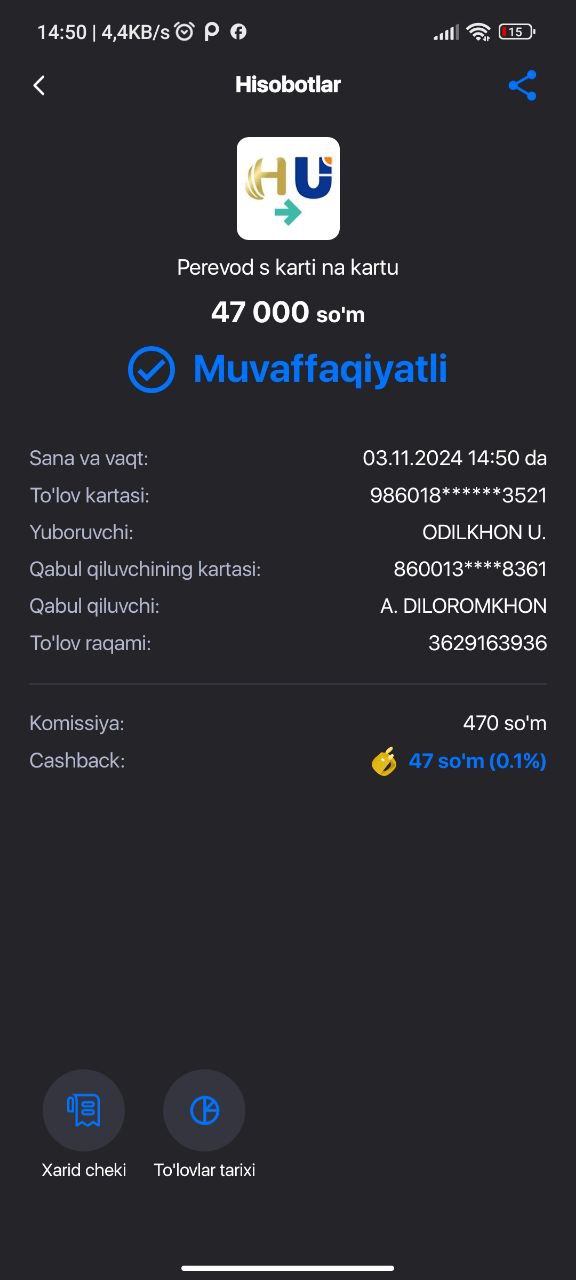 14:50 | 4,4KB/s
15
Hisobotlar
HU
Perevod s karti na kartu
47 000 so'm
Muvaffaqiyatli
Sana va vaqt: 03.11.2024 14:50 da
To'lov kartasi: 986018******3521
Yuboruvchi: ODILKHON U.
Qabul qiluvchining kartasi: 860013****8361
Qabul qiluvchi: A. DILOROMKHON
To'lov raqami: 3629163936
Komissiya: 470 so'm
Cashback: 47 so'm (0.1%)
Xarid cheki To'lovlar tarixi